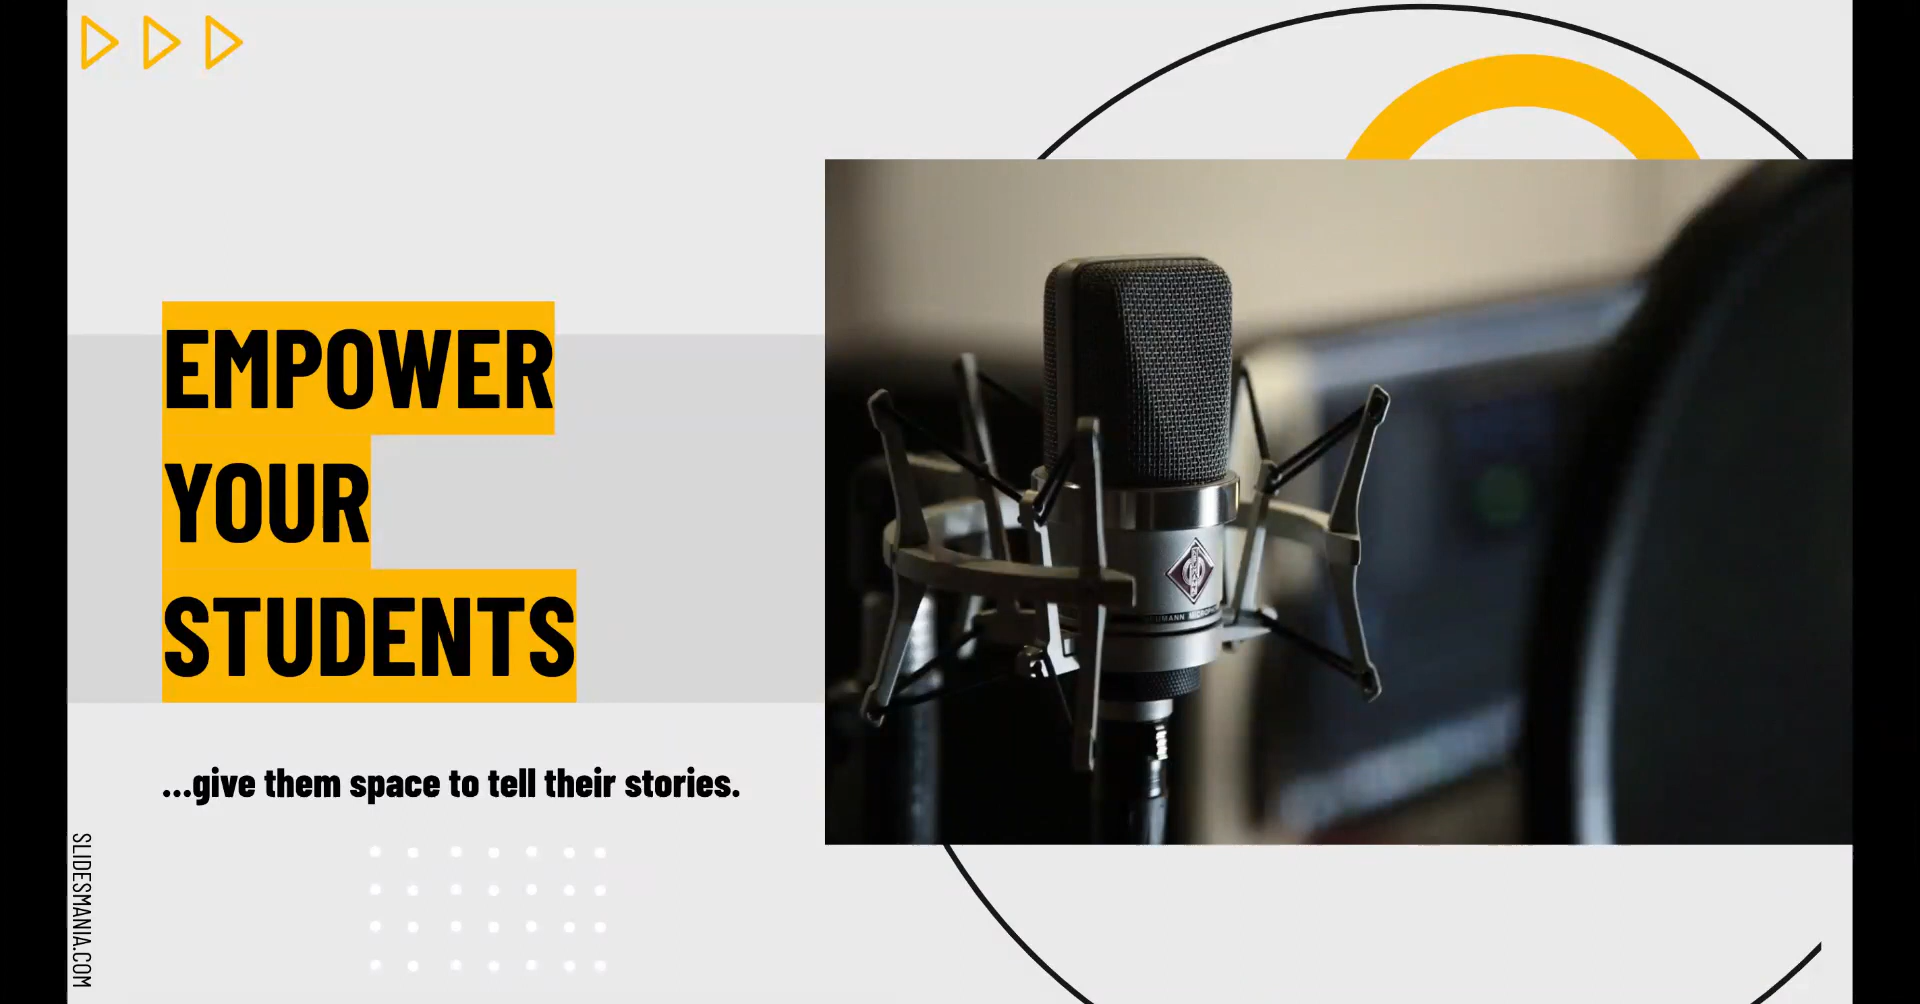 EMPOWER
YOUR
STUDENTS
...give them space to tell their stories.
SLIDESMANIA.COM